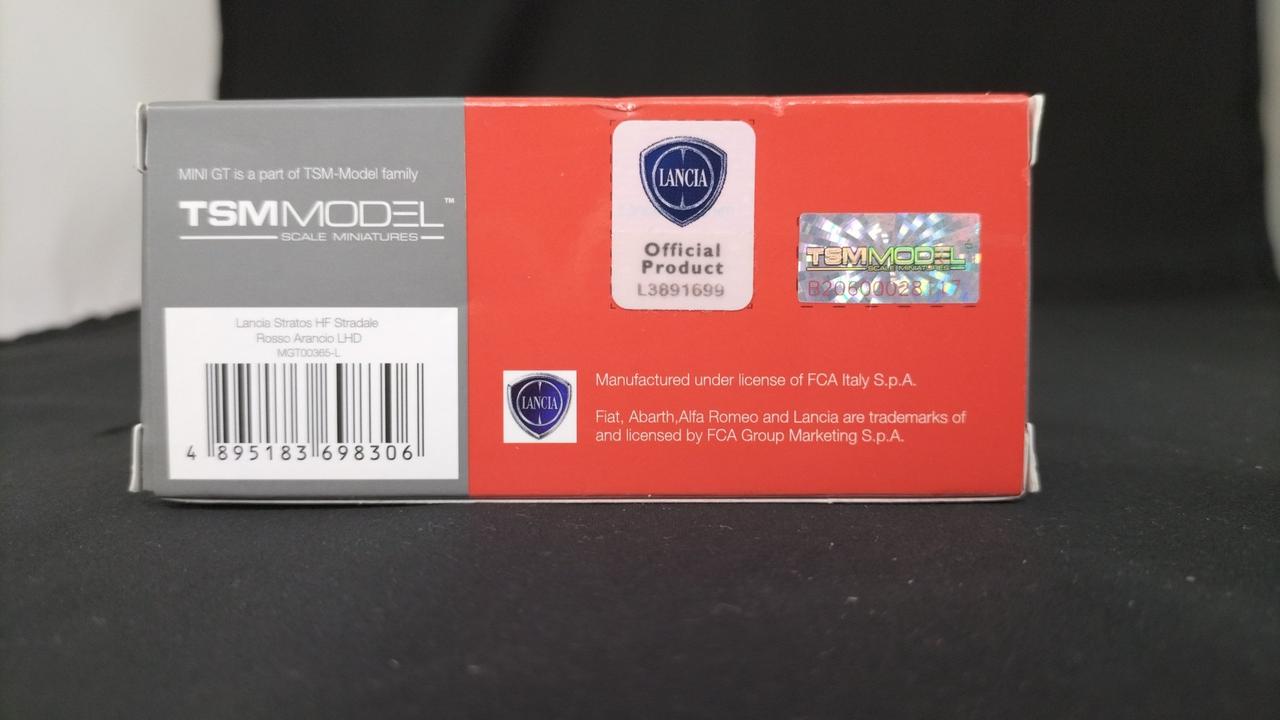 MINI GT is a part of TSM-Model family
TSMMODEL™
SCALE MINIATURES
Lancia Stratos HF Stradale
Rosso Arancio LHD
MGT00365-L
4 895183 698306
LANCIA
Official
Product
L3891699
TSMMODEL
SCALE MINIATURES
LANCIA
Manufactured under license of FCA Italy S.p.A.
Fiat, Abarth,Alfa Romeo and Lancia are trademarks of
and licensed by FCA Group Marketing S.p.A.